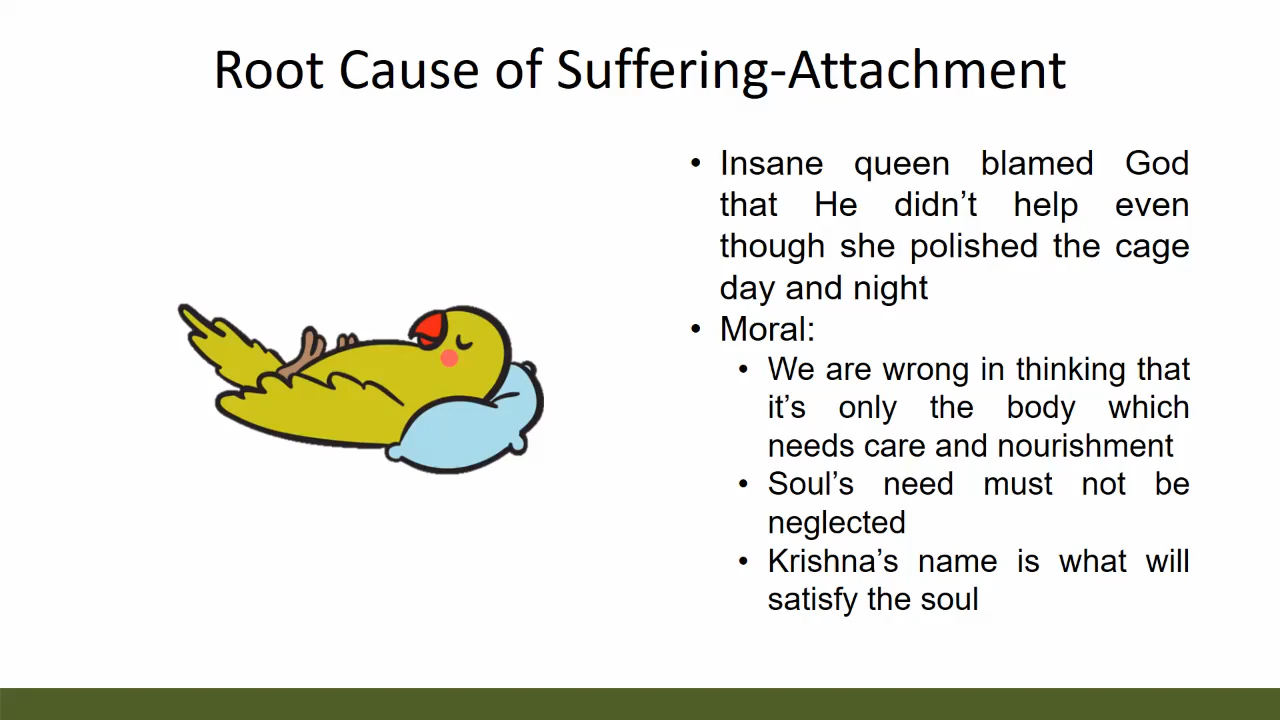 Root Cause of Suffering-Attachment
• Insane queen blamed God
that He didn’t help even
though she polished the cage
day and night
• Moral:
• We are wrong in thinking that
it’s only the body which
needs care and nourishment
• Soul’s need must not be
neglected
• Krishna’s name is what will
satisfy the soul